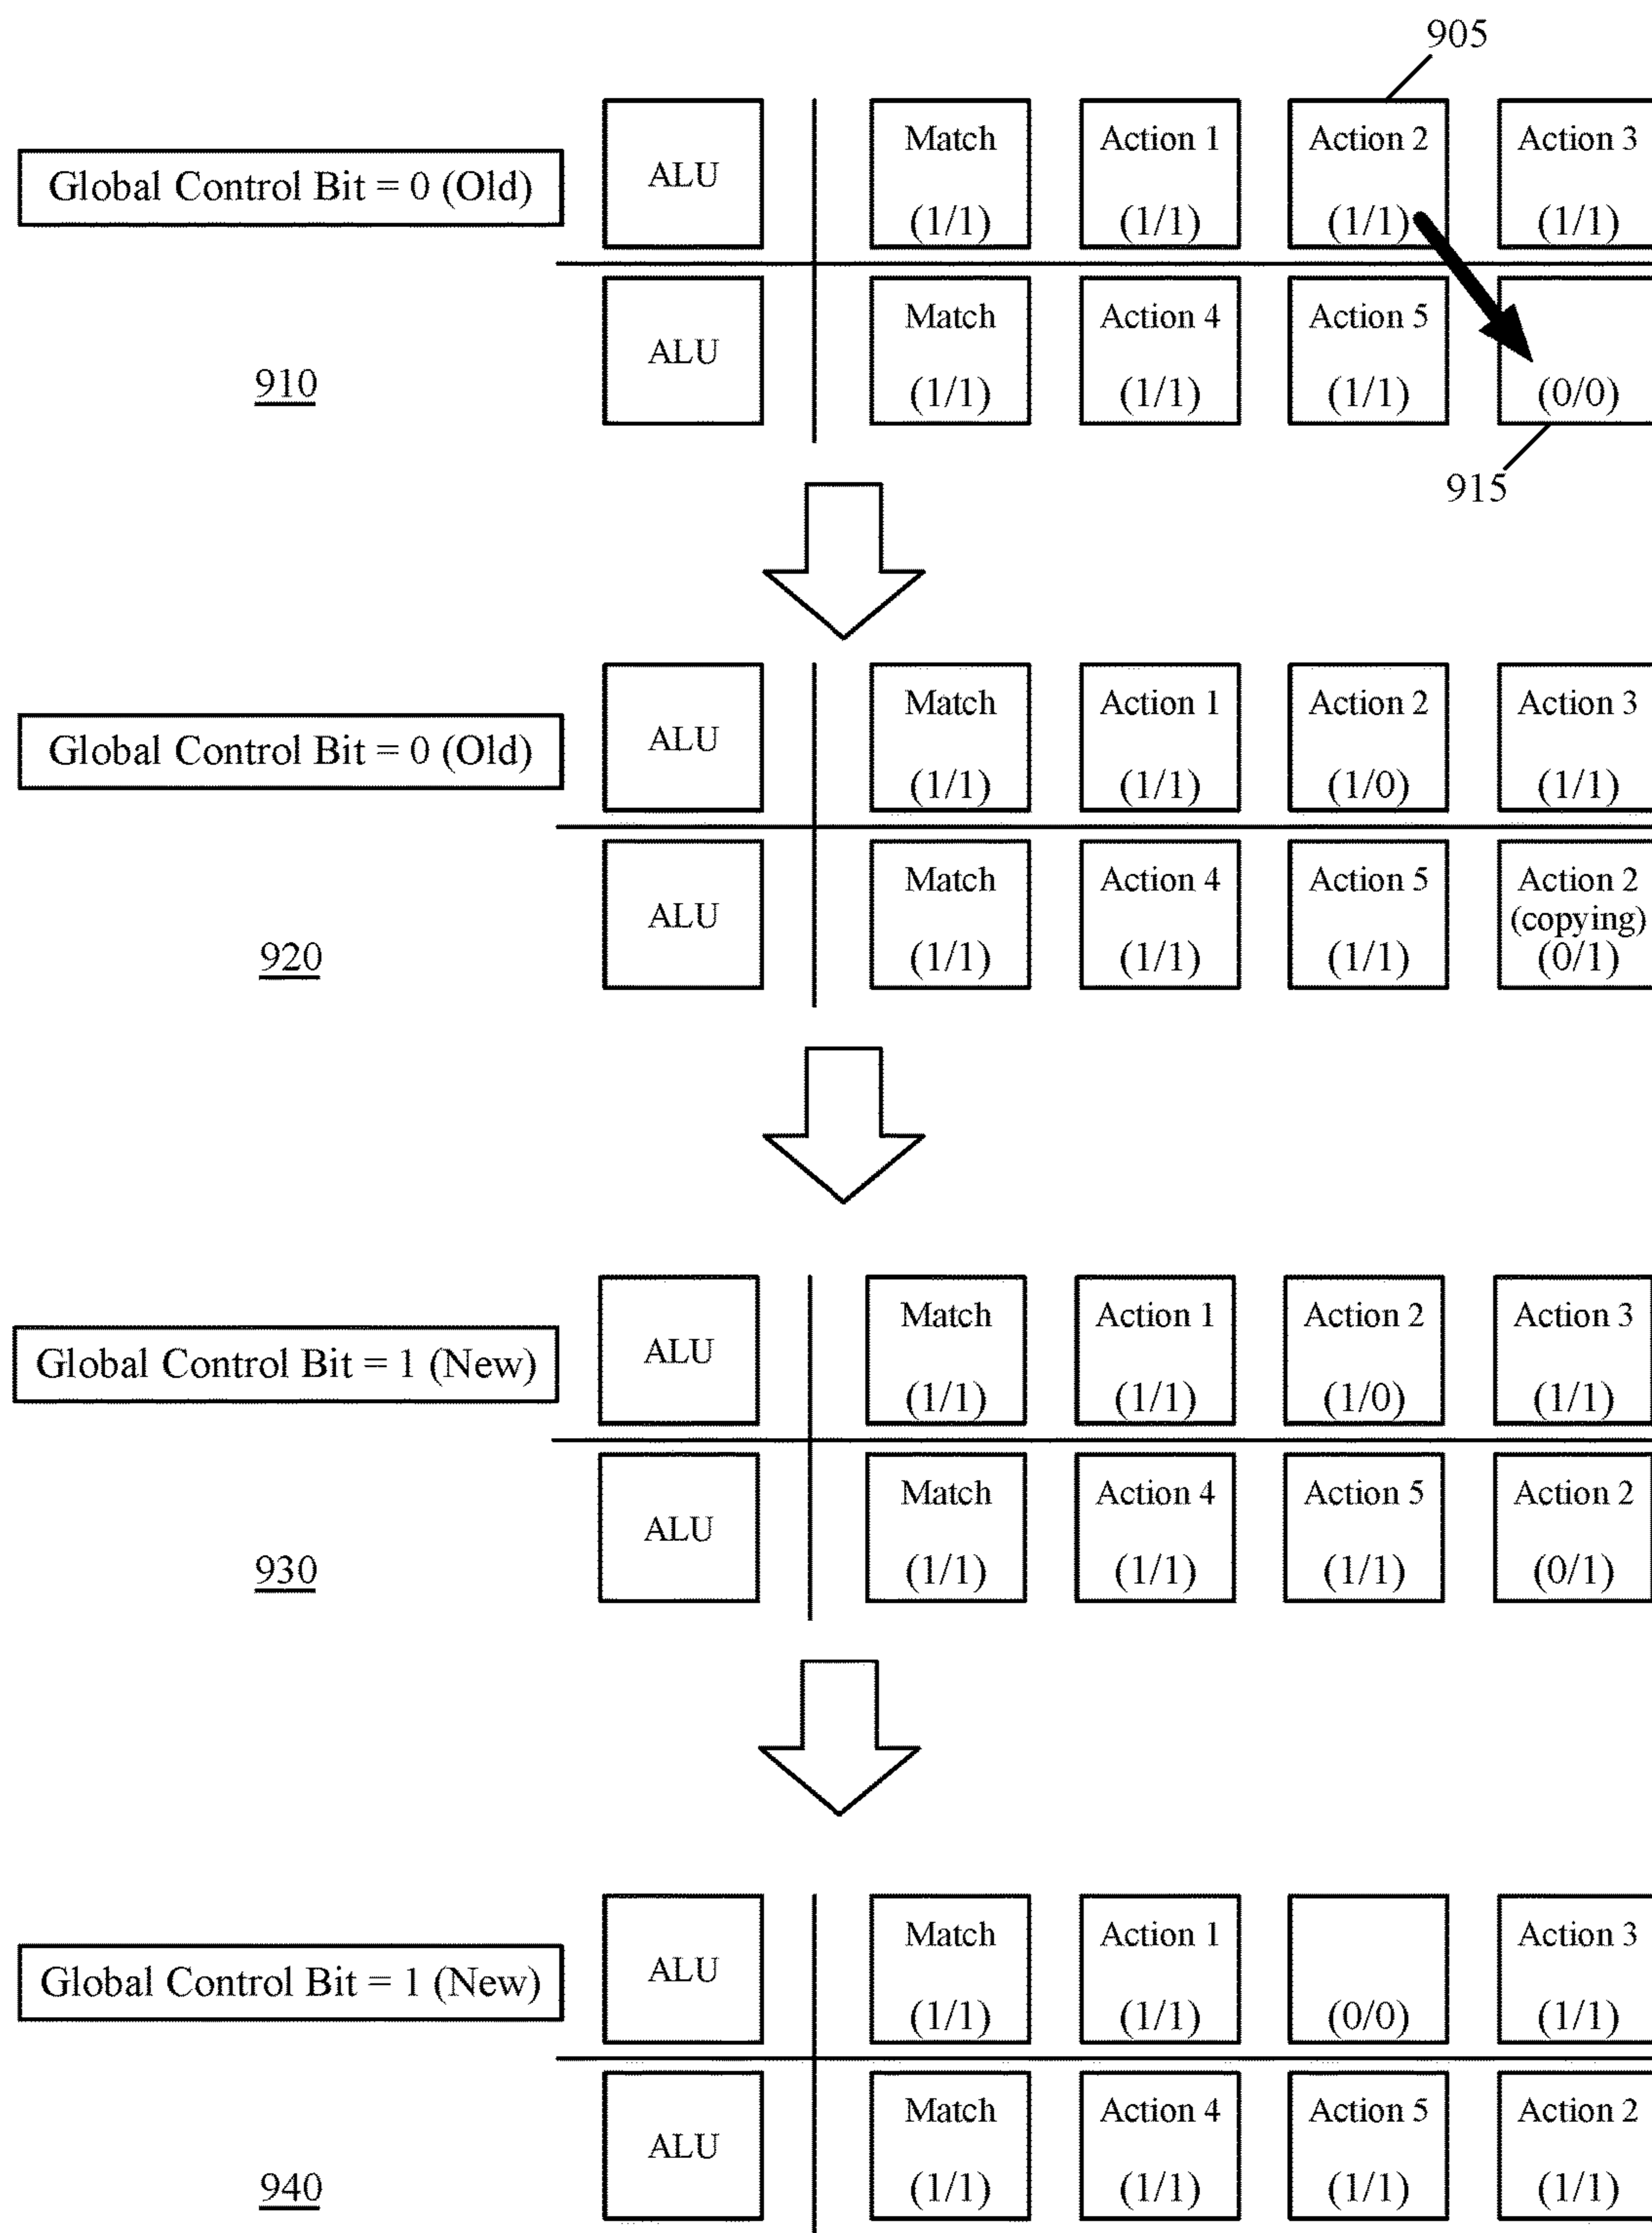 905
Global Control Bit = 0 (Old)
ALU
Match
(1/1)
Action 1
(1/1)
Action 2
(1/1)
Action 3
(1/1)
910
ALU
Match
(1/1)
Action 4
(1/1)
Action 5
(1/1)
(0/0)
915
Global Control Bit = 0 (Old)
ALU
Match
(1/1)
Action 1
(1/1)
Action 2
(1/0)
Action 3
(1/1)
920
ALU
Match
(1/1)
Action 4
(1/1)
Action 5
(1/1)
Action 2
(copying)
(0/1)
Global Control Bit = 1 (New)
ALU
Match
(1/1)
Action 1
(1/1)
Action 2
(1/0)
Action 3
(1/1)
930
ALU
Match
(1/1)
Action 4
(1/1)
Action 5
(1/1)
Action 2
(0/1)
Global Control Bit = 1 (New)
ALU
Match
(1/1)
Action 1
(1/1)
(0/0)
Action 3
(1/1)
940
ALU
Match
(1/1)
Action 4
(1/1)
Action 5
(1/1)
Action 2
(1/1)